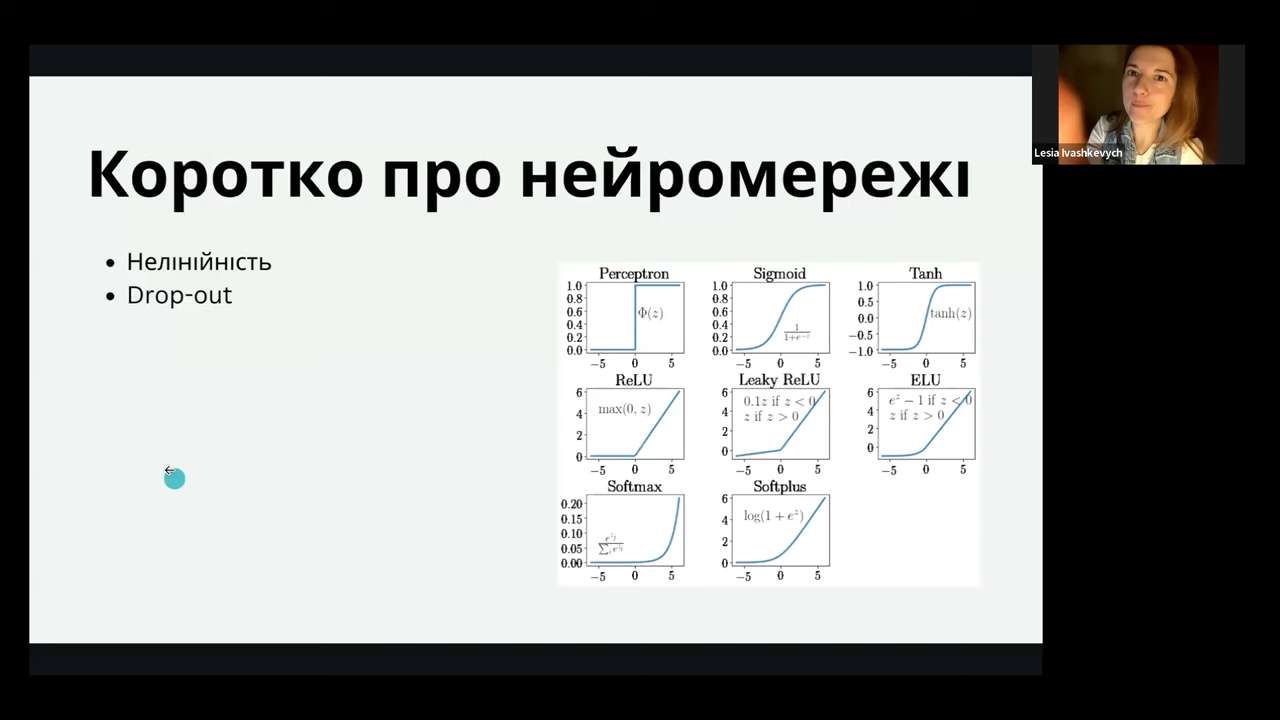 Lesia Ivashkevych
Коротко про нейромережі
• Нелінійність
• Drop-out
Perceptron
1.0
0.8
0.6
0.4
0.2
0.0
Φ(z)
−5 0 5
Sigmoid
1.0
0.8
0.6
0.4
0.2
0.0
1/(1+e^{−z})
−5 0 5
Tanh
1.0
0.5
0.0
−0.5
−1.0
tanh(z)
−5 0 5
ReLU
6
4
2
0
max(0, z)
−5 0 5
Leaky ReLU
6
4
2
0
0.1z if z < 0
z if z > 0
−5 0 5
ELU
6
4
2
0
e^z − 1 if z < 0
z if z > 0
−5 0 5
Softmax
0.20
0.15
0.10
0.05
0.00
−5 0 5
Softplus
6
4
2
0
log(1 + e^z)
−5 0 5